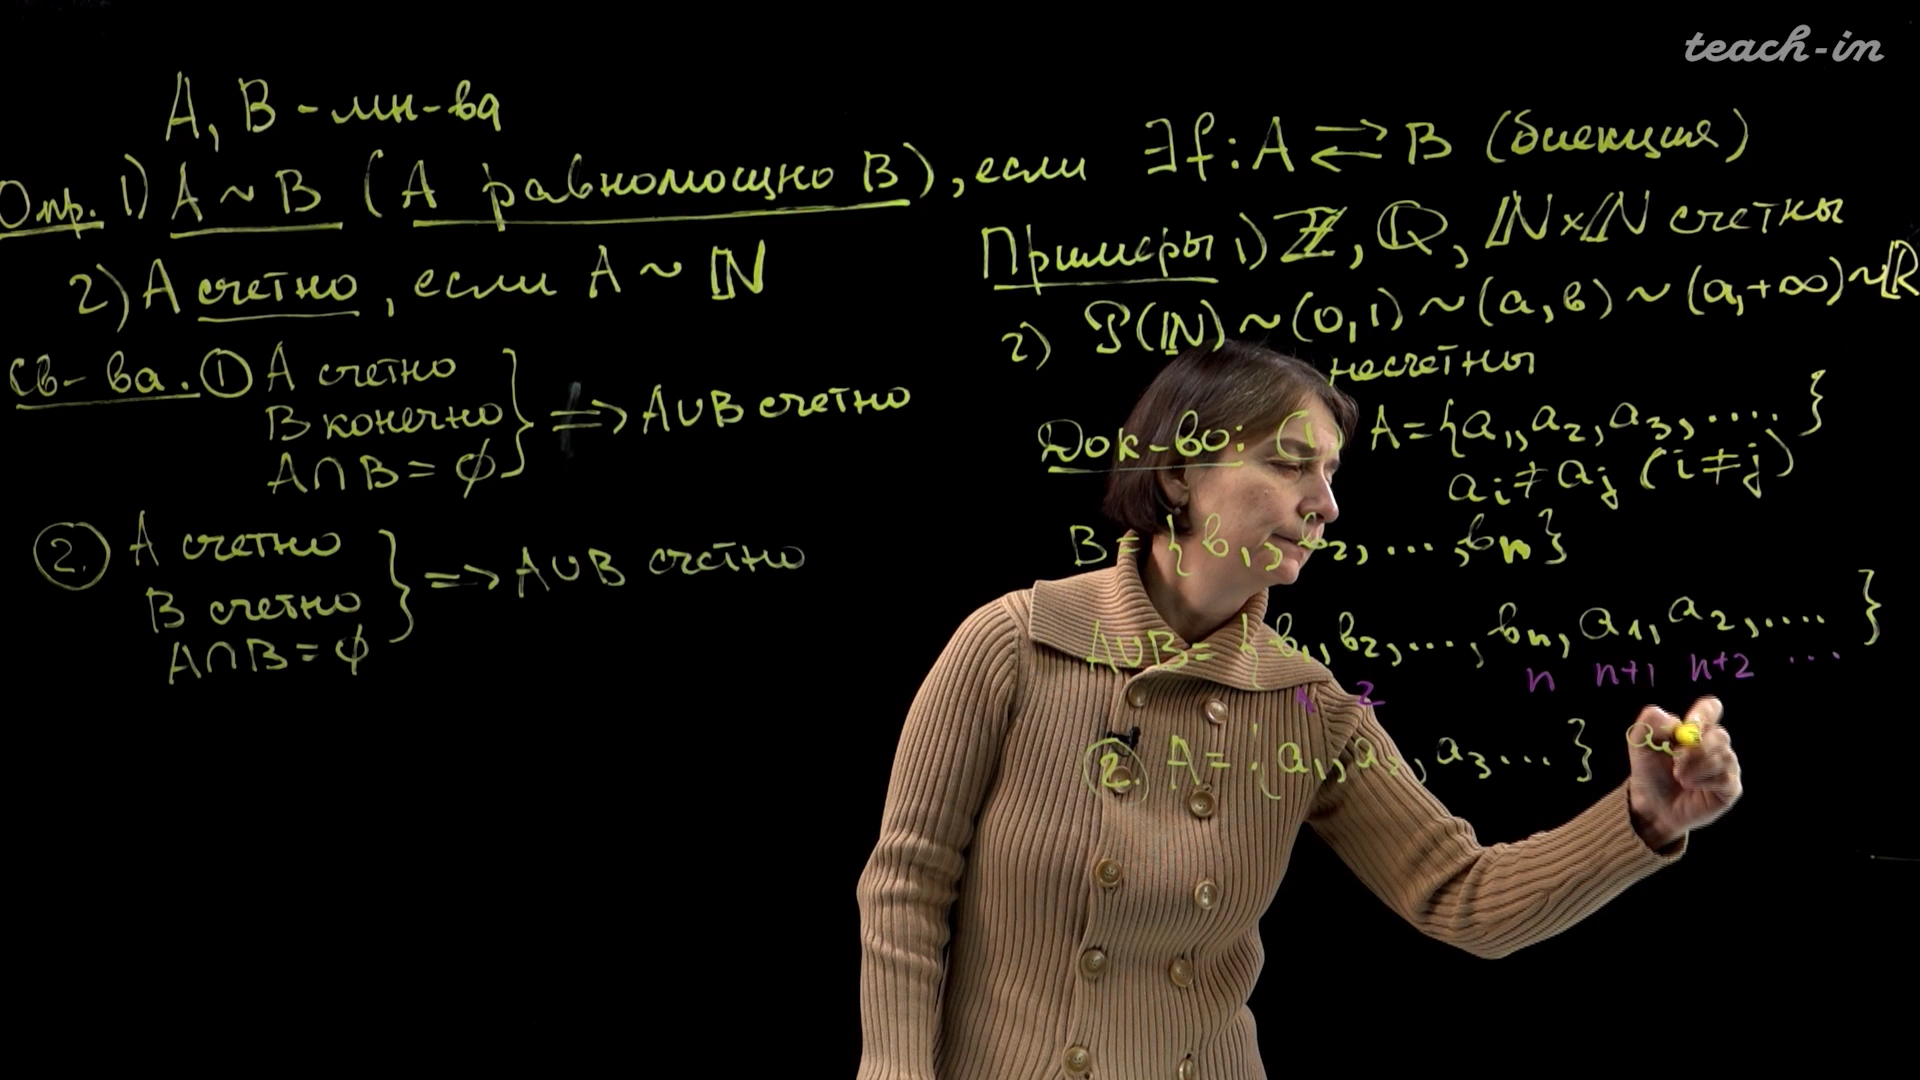 teach-in
A, B - мн-ва
Опр. 1) A ~ B (A равномощно B), если ∃f: A ⇄ B (биекция)
2) A счетно, если A ~ ℕ
Св-ва. ① A счетно
B конечно
A∩B = ϕ
} => A∪B счетно
②. A счетно
B счетно
A∩B = ϕ
} => A∪B счетно
Примеры 1) ℤ, ℚ, ℕ×ℕ счетны
2) 𝒫(ℕ) ~ (0,1) ~ (a,b) ~ (a,+∞) ~ ℝ
несчетны
Док-во: (1) A = {a₁, a₂, a₃, .... }
aᵢ ≠ aⱼ (i ≠ j)
B = {b₁, b₂, ... , bₙ}
A∪B = {b₁, b₂, ..., bₙ, a₁, a₂, .... }
1 2 n n+1 n+2 ...
②. A = {a₁, a₂, a₃ ... } aᵢ